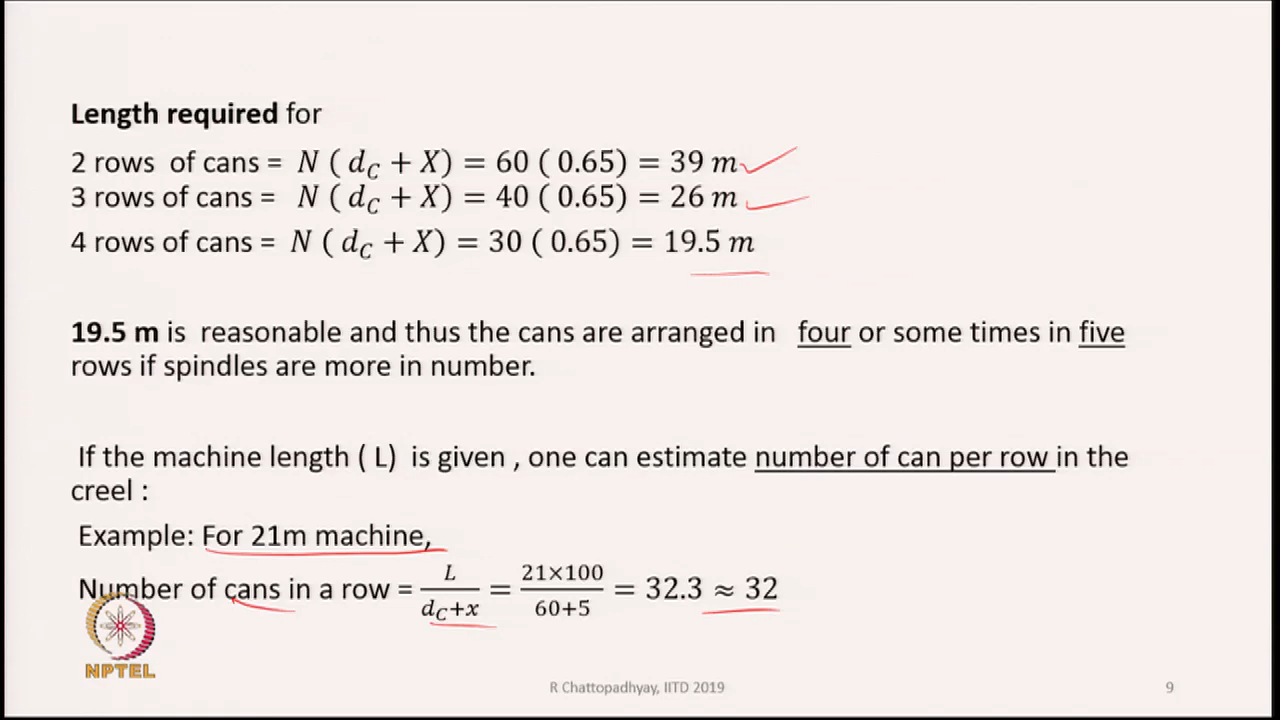 Length required for
2 rows of cans = N ( d_C + X) = 60 ( 0.65) = 39 m
3 rows of cans = N ( d_C + X) = 40 ( 0.65) = 26 m
4 rows of cans = N ( d_C + X) = 30 ( 0.65) = 19.5 m
19.5 m is reasonable and thus the cans are arranged in four or some times in five
rows if spindles are more in number.
If the machine length ( L) is given , one can estimate number of can per row in the
creel :
Example: For 21m machine,
Number of cans in a row = L/(d_C+x) = (21×100)/(60+5) = 32.3 ≈ 32
NPTEL
R Chattopadhyay, IITD 2019
9